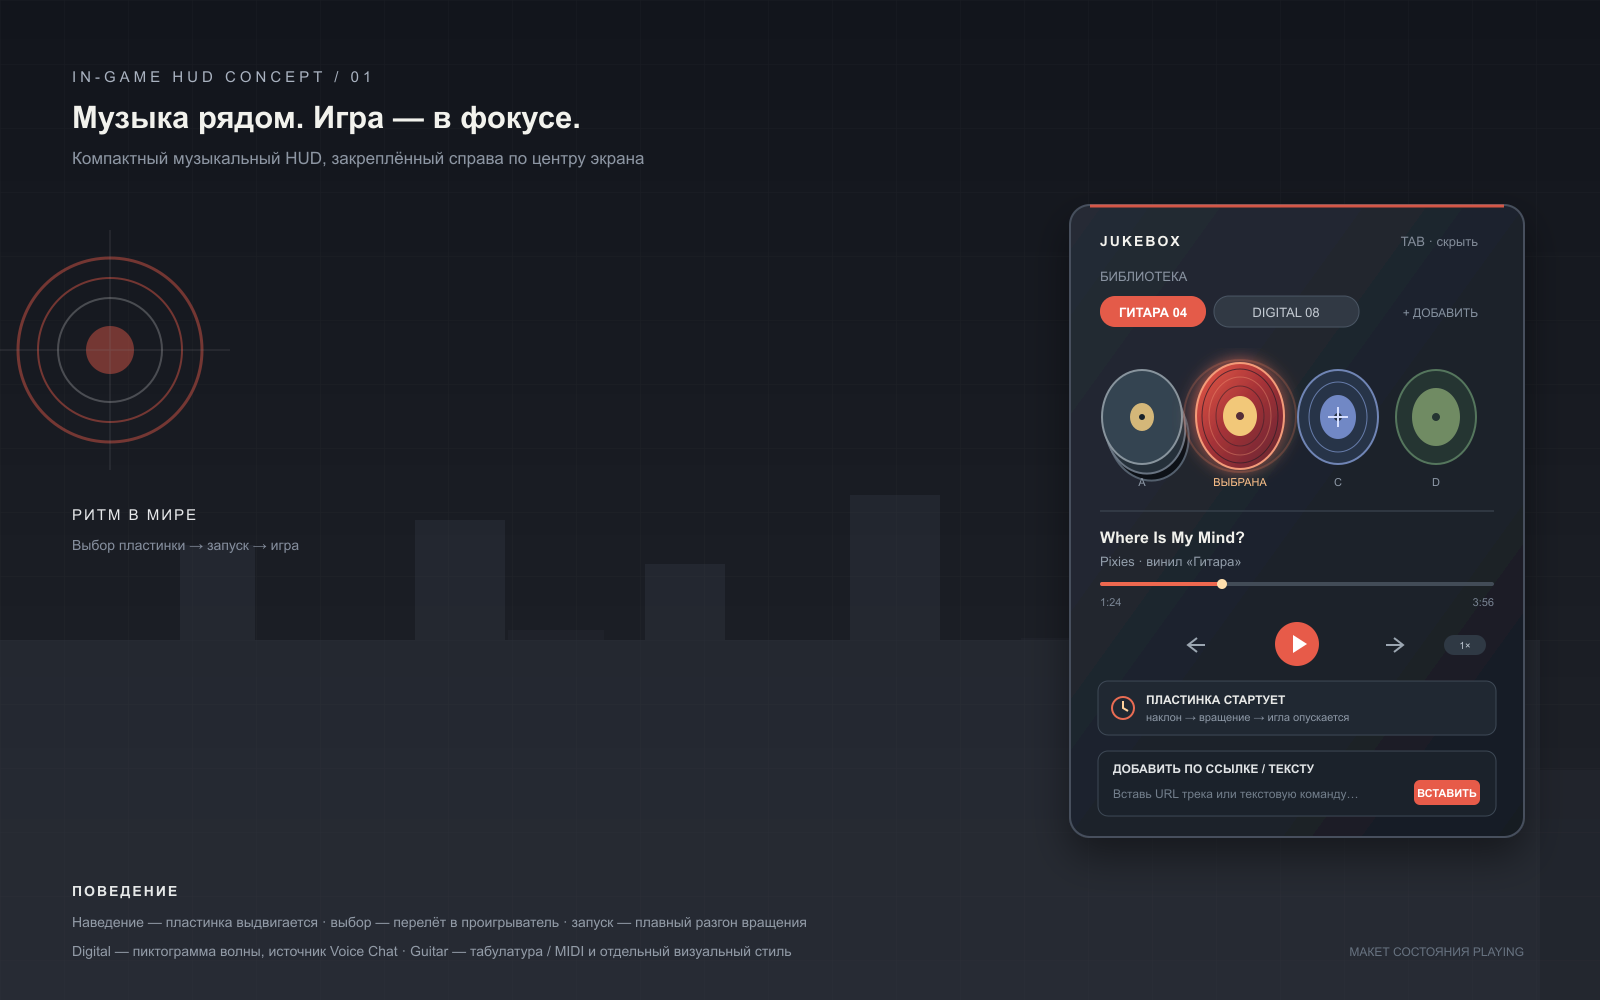 IN-GAME HUD CONCEPT / 01
Музыка рядом. Игра — в фокусе.
Компактный музыкальный HUD, закреплённый справа по центру экрана
JUKEBOX
TAB · скрыть
БИБЛИОТЕКА
ГИТАРА 04
DIGITAL 08
+ ДОБАВИТЬ
A
ВЫБРАНА
C
D
Where Is My Mind?
Pixies · винил «Гитара»
1:24
3:56
1×
ПЛАСТИНКА СТАРТУЕТ
наклон → вращение → игла опускается
ДОБАВИТЬ ПО ССЫЛКЕ / ТЕКСТУ
Вставь URL трека или текстовую команду…
ВСТАВИТЬ
РИТМ В МИРЕ
Выбор пластинки → запуск → игра
ПОВЕДЕНИЕ
Наведение — пластинка выдвигается · выбор — перелёт в проигрыватель · запуск — плавный разгон вращения
Digital — пиктограмма волны, источник Voice Chat · Guitar — табулатура / MIDI и отдельный визуальный стиль
МАКЕТ СОСТОЯНИЯ PLAYING